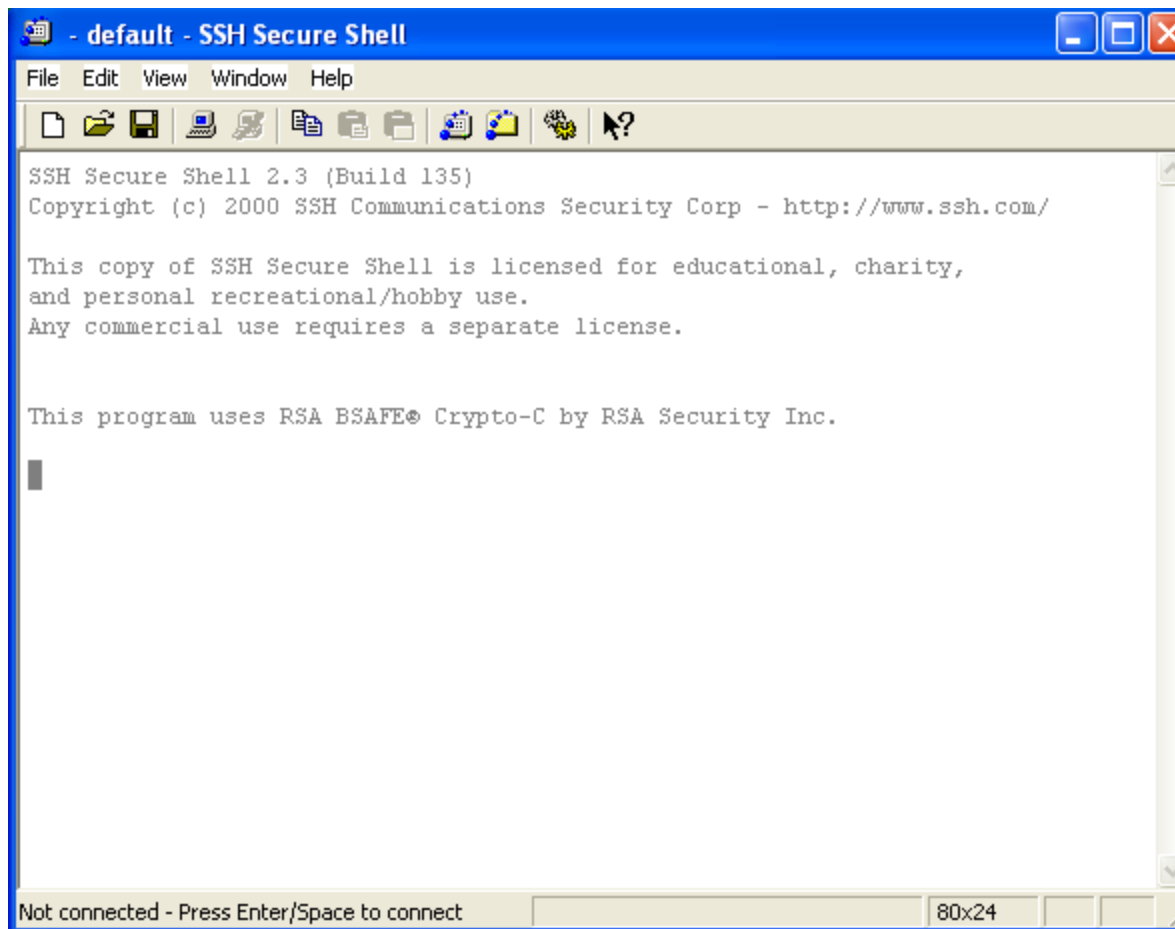 - default - SSH Secure Shell
File Edit View Window Help
SSH Secure Shell 2.3 (Build 135)
Copyright (c) 2000 SSH Communications Security Corp - http://www.ssh.com/
This copy of SSH Secure Shell is licensed for educational, charity,
and personal recreational/hobby use.
Any commercial use requires a separate license.
This program uses RSA BSAFE® Crypto-C by RSA Security Inc.
Not connected - Press Enter/Space to connect 80x24